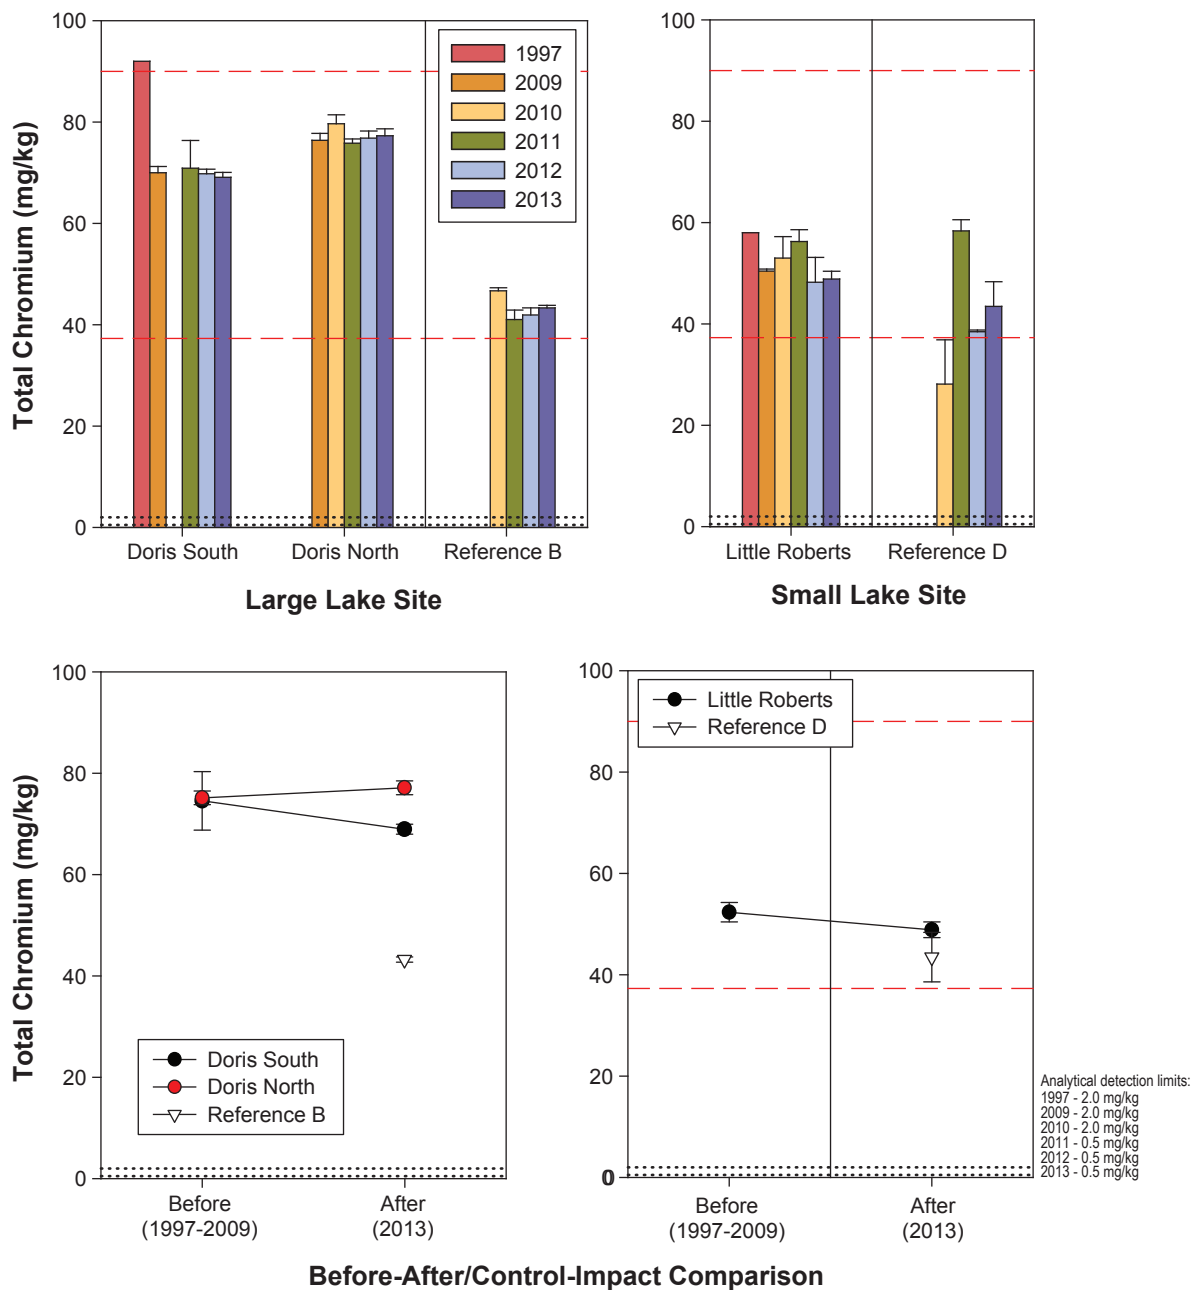 100
80
60
40
20
0
Total Chromium (mg/kg)
1997
2009
2010
2011
2012
2013
Doris South
Doris North
Reference B
Large Lake Site
100
80
60
40
20
0
Little Roberts
Reference D
Small Lake Site
100
80
60
40
20
0
Total Chromium (mg/kg)
Doris South
Doris North
Reference B
Before
(1997-2009)
After
(2013)
100
80
60
40
20
0
Little Roberts
Reference D
Before
(1997-2009)
After
(2013)
Analytical detection limits:
1997 - 2.0 mg/kg
2009 - 2.0 mg/kg
2010 - 2.0 mg/kg
2011 - 0.5 mg/kg
2012 - 0.5 mg/kg
2013 - 0.5 mg/kg
Before-After/Control-Impact Comparison